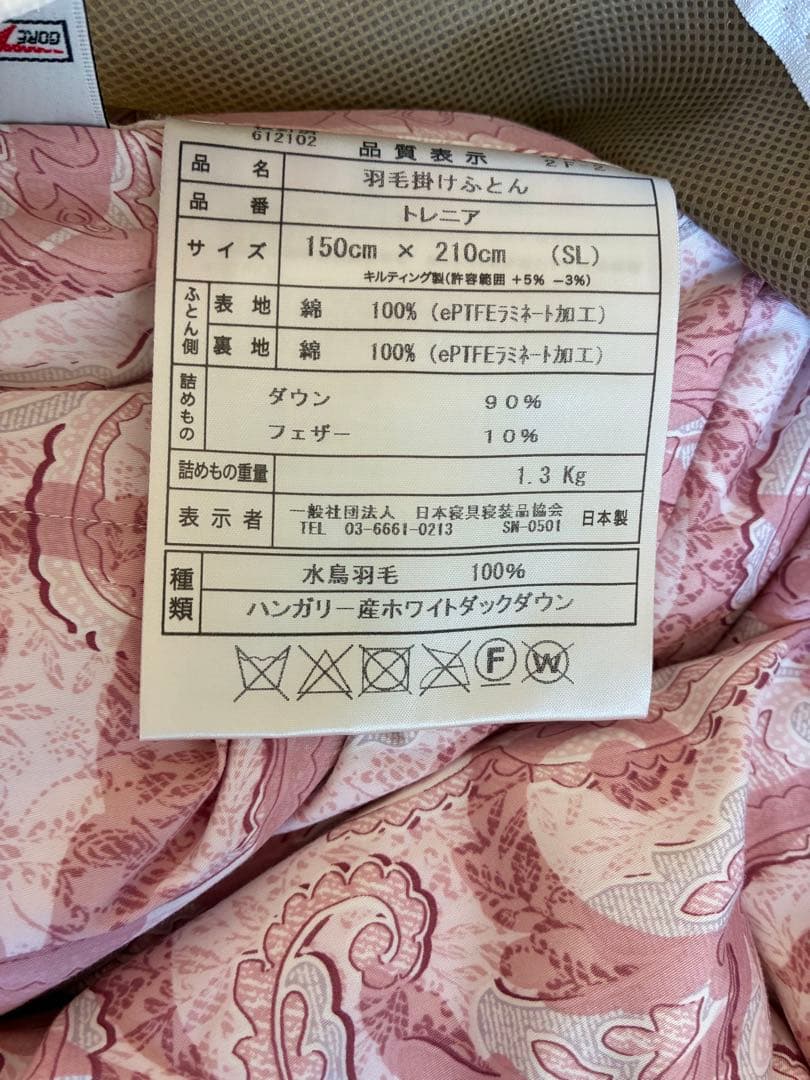 GORE
612102
品質表示
2F-2
品名 羽毛掛けふとん
品番 トレニア
サイズ 150cm × 210cm (SL)
キルティング製(許容範囲 +5% −3%)
ふとん側 表地 綿 100% (ePTFEラミネート加工)
裏地 綿 100% (ePTFEラミネート加工)
詰めもの ダウン 90%
フェザー 10%
詰めもの重量 1.3 Kg
表示者 一般社団法人 日本寝具寝装品協会 日本製
TEL 03-6661-0213 SN-0501
種類 水鳥羽毛 100%
ハンガリー産ホワイトダックダウン
F W